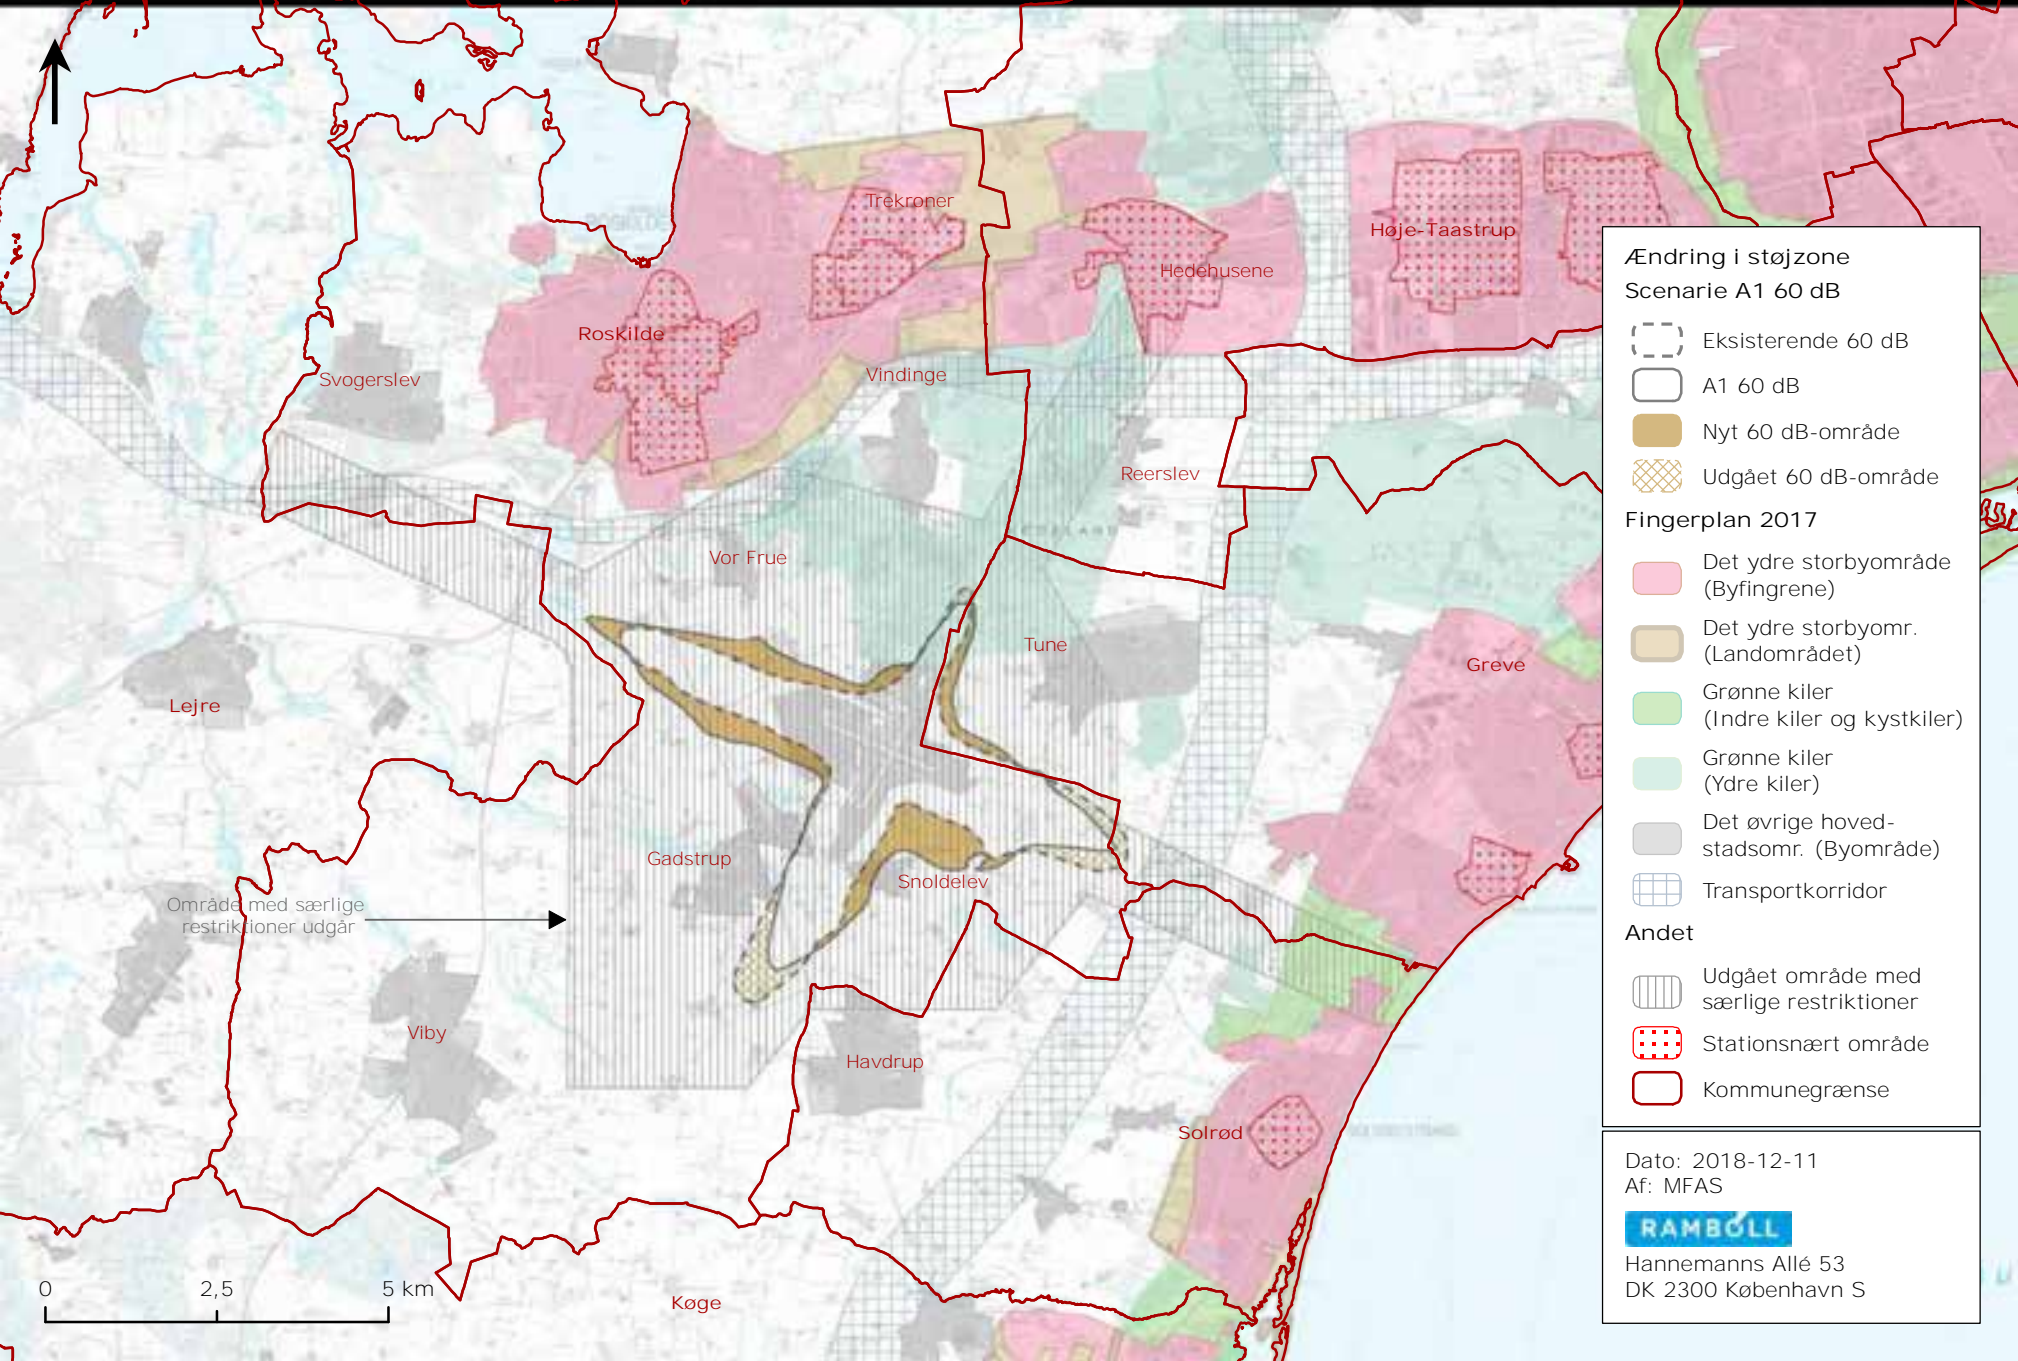 Trekroner
Høje-Taastrup
Hedehusene
Roskilde
Svogerslev
Vindinge
Reerslev
Vor Frue
Tune
Greve
Lejre
Gadstrup
Snoldelev
Område med særlige
restriktioner udgår
Viby
Havdrup
Solrød
Køge
0 2,5 5 km
Ændring i støjzone
Scenarie A1 60 dB
Eksisterende 60 dB
A1 60 dB
Nyt 60 dB-område
Udgået 60 dB-område
Fingerplan 2017
Det ydre storbyområde
(Byfingrene)
Det ydre storbyomr.
(Landområdet)
Grønne kiler
(Indre kiler og kystkiler)
Grønne kiler
(Ydre kiler)
Det øvrige hoved-
stadsomr. (Byområde)
Transportkorridor
Andet
Udgået område med
særlige restriktioner
Stationsnært område
Kommunegrænse
Dato: 2018-12-11
Af: MFAS
RAMBOLL
Hannemanns Allé 53
DK 2300 København S